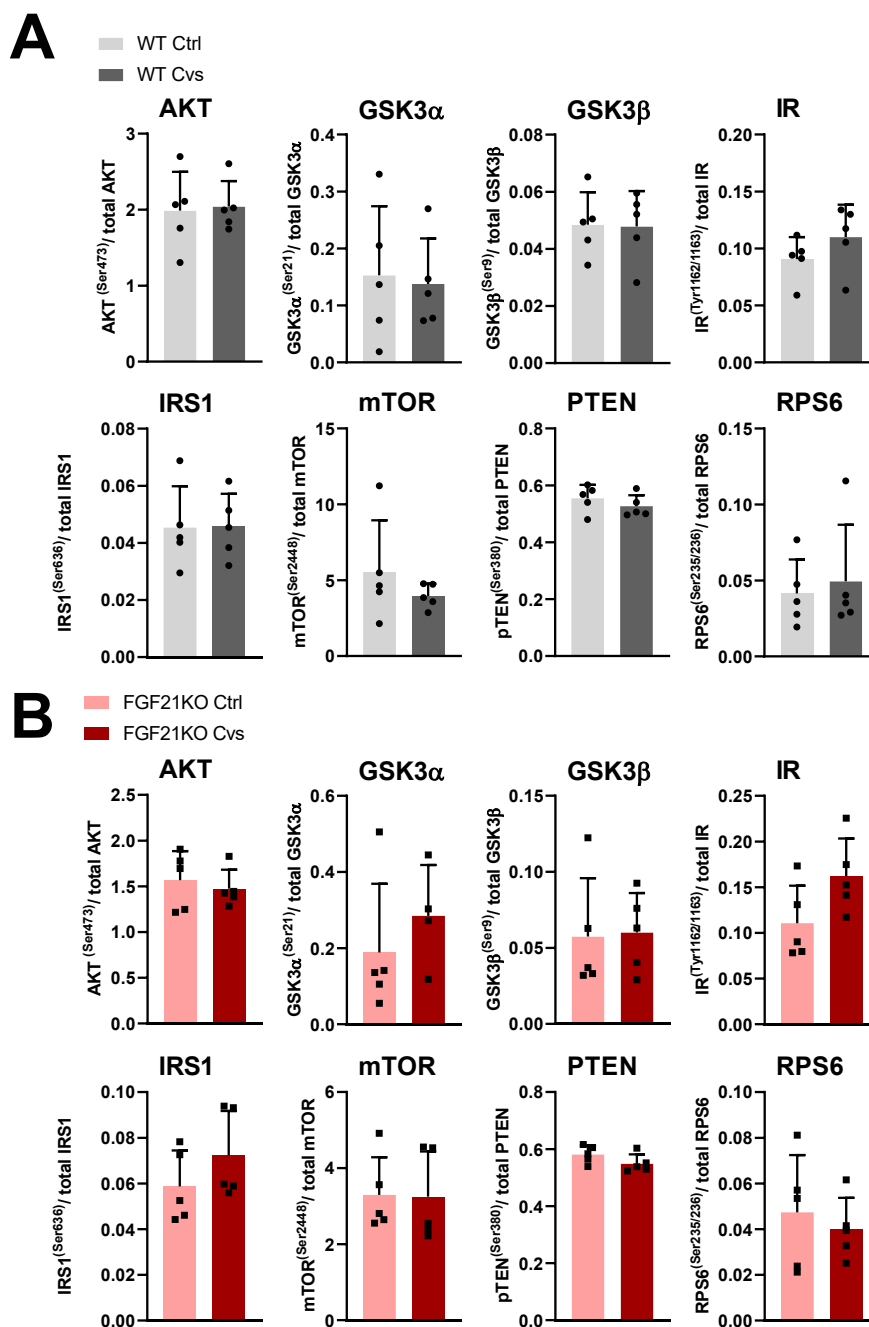 A
WT Ctrl
WT Cvs
AKT
GSK3α
GSK3β
IR
AKT (Ser473)/ total AKT
3
2
1
0
GSK3α(Ser21)/ total GSK3α
0.4
0.3
0.2
0.1
0.0
GSK3β(Ser9)/ total GSK3β
0.08
0.06
0.04
0.02
0.00
IR(Tyr1162/1163)/ total IR
0.20
0.15
0.10
0.05
0.00
IRS1
mTOR
PTEN
RPS6
IRS1(Ser636)/ total IRS1
0.08
0.06
0.04
0.02
0.00
mTOR(Ser2448)/ total mTOR
15
10
5
0
pTEN(Ser380)/ total PTEN
0.8
0.6
0.4
0.2
0.0
RPS6(Ser235/236)/ total RPS6
0.15
0.10
0.05
0.00
B
FGF21KO Ctrl
FGF21KO Cvs
AKT
GSK3α
GSK3β
IR
AKT (Ser473)/ total AKT
2.5
2.0
1.5
1.0
0.5
0.0
GSK3α(Ser21)/ total GSK3α
0.6
0.4
0.2
0.0
GSK3β(Ser9)/ total GSK3β
0.15
0.10
0.05
0.00
IR(Tyr1162/1163)/ total IR
0.25
0.20
0.15
0.10
0.05
0.00
IRS1
mTOR
PTEN
RPS6
IRS1(Ser636)/ total IRS1
0.10
0.08
0.06
0.04
0.02
0.00
mTOR(Ser2448)/ total mTOR
6
4
2
0
pTEN(Ser380)/ total PTEN
0.8
0.6
0.4
0.2
0.0
RPS6(Ser235/236)/ total RPS6
0.10
0.08
0.06
0.04
0.02
0.00